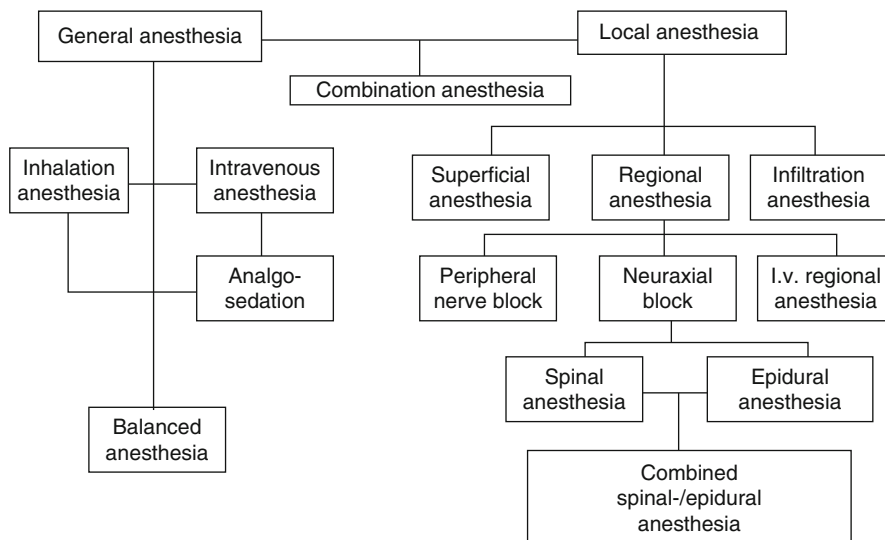 General anesthesia
Local anesthesia
Combination anesthesia
Inhalation
anesthesia
Intravenous
anesthesia
Superficial
anesthesia
Regional
anesthesia
Infiltration
anesthesia
Analgo-
sedation
Peripheral
nerve block
Neuraxial
block
I.v. regional
anesthesia
Spinal
anesthesia
Epidural
anesthesia
Balanced
anesthesia
Combined
spinal-/epidural
anesthesia